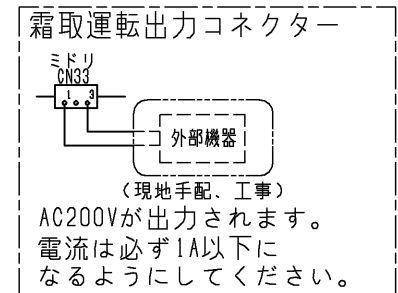 霜取運転出力コネクター
ミドリ
CN33
1 3
外部機器
(現地手配、工事)
AC200Vが出力されます。
電流は必ず1A以下に
なるようにしてください。